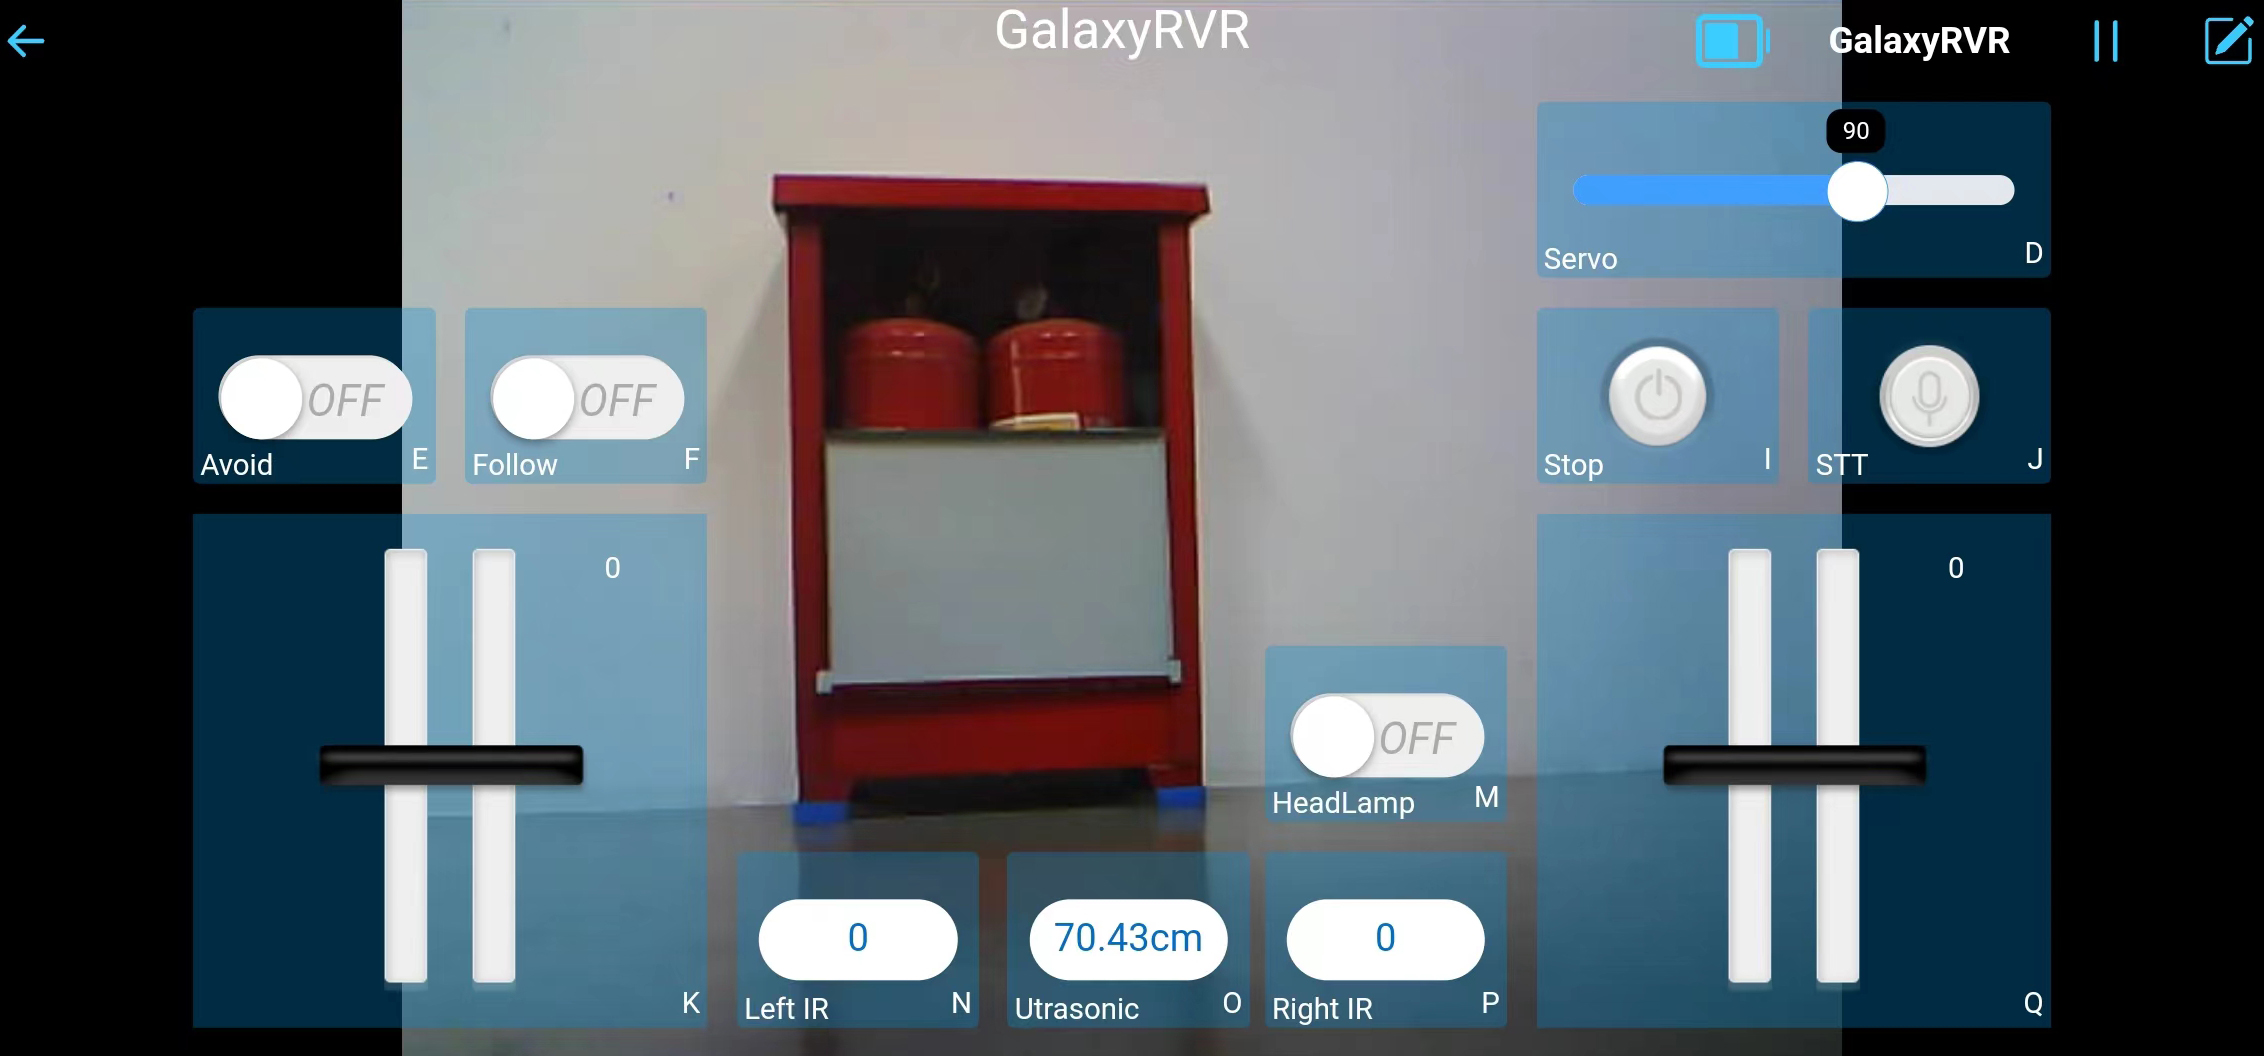 GalaxyRVR
GalaxyRVR
90
Servo
D
OFF
Avoid
E
OFF
Follow
F
Stop
I
STT
J
0
K
0
Q
OFF
HeadLamp
M
0
Left IR
N
70.43cm
Utrasonic
O
0
Right IR
P